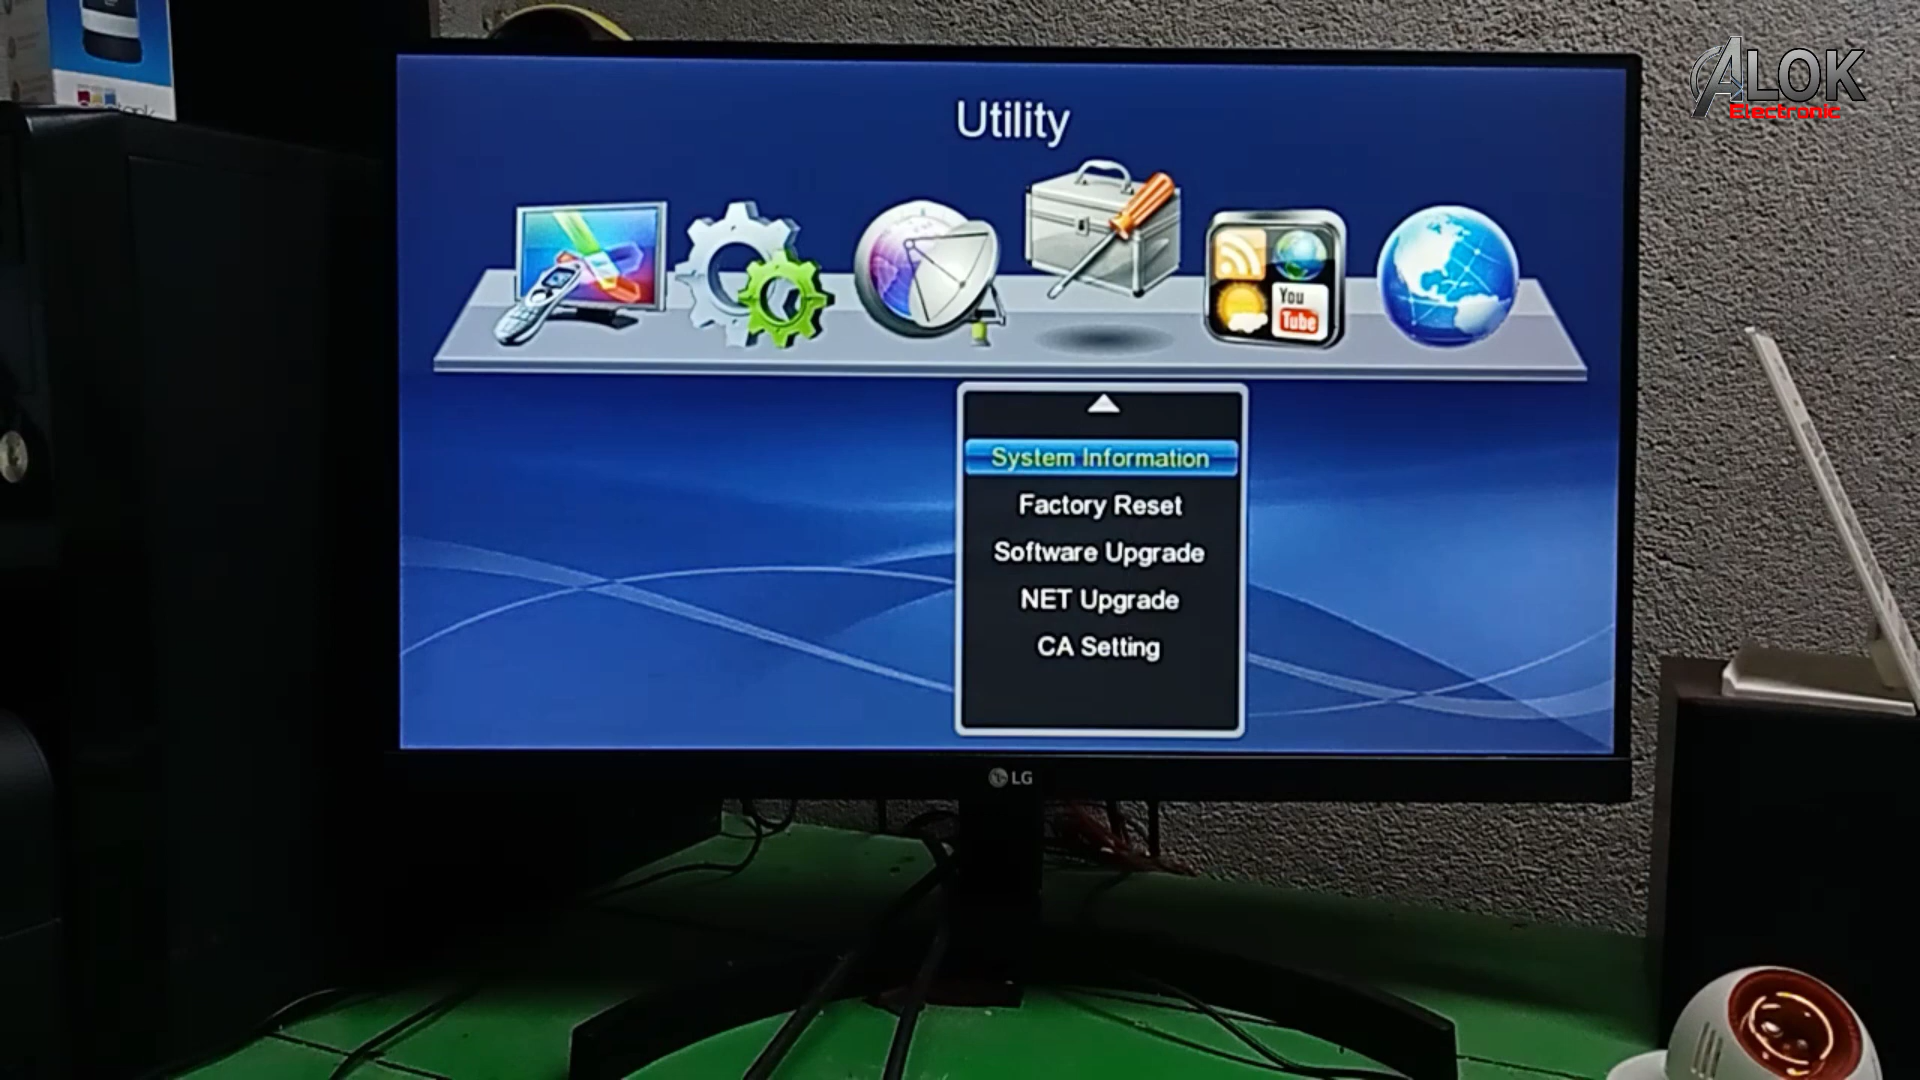 ALOK
Electronic
Utility
You
Tube
System Information
Factory Reset
Software Upgrade
NET Upgrade
CA Setting
LG